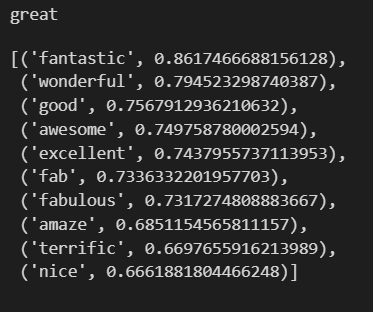 great
[('fantastic', 0.8617466688156128),
('wonderful', 0.794523298740387),
('good', 0.7567912936210632),
('awesome', 0.749758780002594),
('excellent', 0.7437955737113953),
('fab', 0.7336332201957703),
('fabulous', 0.7317274808883667),
('amaze', 0.6851154565811157),
('terrific', 0.6697655916213989),
('nice', 0.6661881804466248)]